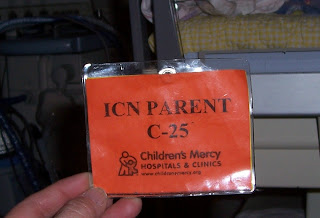 ICN PARENT
C-25
Children's Mercy
HOSPITALS & CLINICS
www.childrensmercy.org